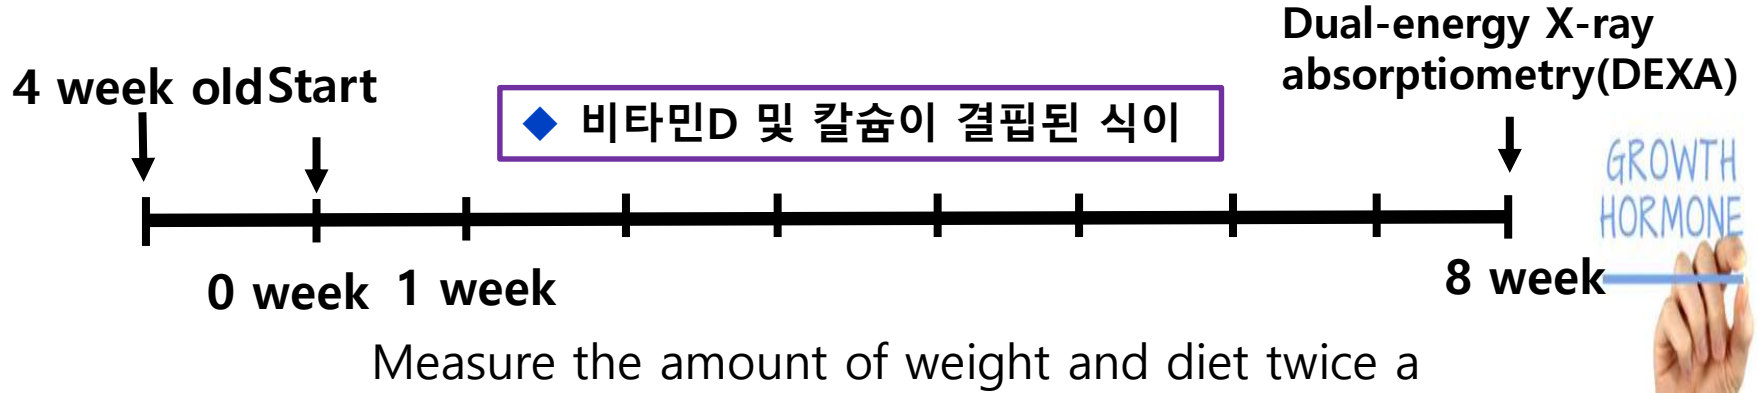 Dual-energy X-ray
absorptiometry(DEXA)
4 week old Start
◆ 비타민D 및 칼슘이 결핍된 식이
GROWTH
HORMONE
0 week 1 week
8 week
Measure the amount of weight and diet twice a